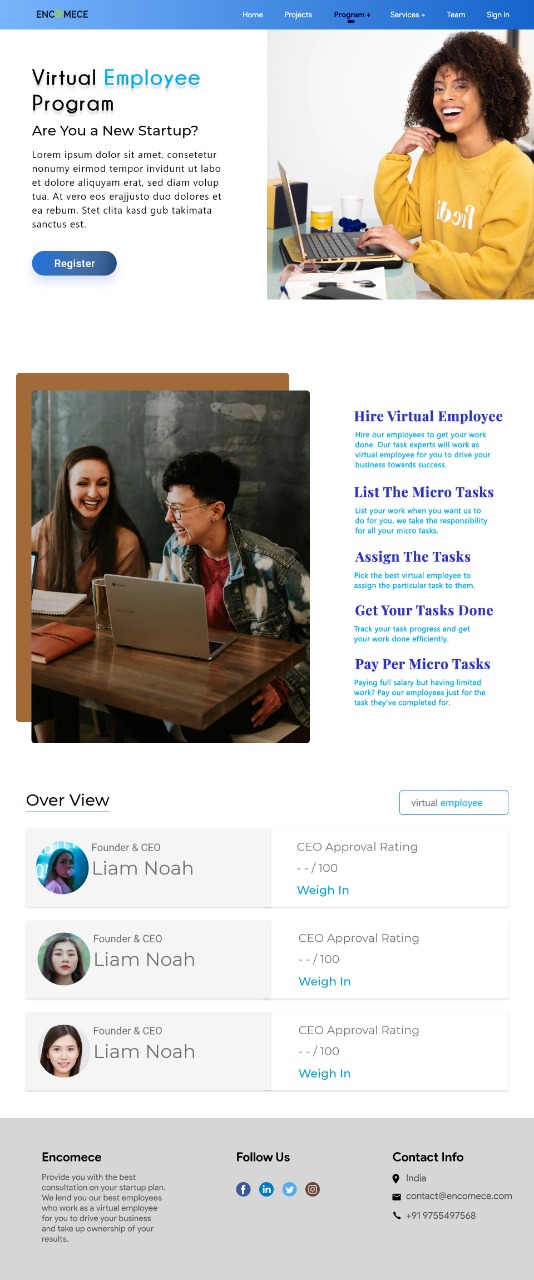 ENCOMECE
Home Projects Program + Services + Team Sign In
Virtual Employee
Program
Are You a New Startup?
Lorem ipsum dolor sit amet, consetetur
nonumy eirmod tempor invidunt ut labo
et dolore aliquyam erat, sed diam volup
tua. At vero eos erajjusto duo dolores et
ea rebum. Stet clita kasd gub takimata
sanctus est.
Register
Hire Virtual Employee
Hire our employees to get your work
done. Our task experts will work as
virtual employee for you to drive your
business towards success.
List The Micro Tasks
List your work when you want us to
do for you. we take the responsibility
for all your micro tasks.
Assign The Tasks
Pick the best virtual employee to
assign the particular task to them.
Get Your Tasks Done
Track your task progress and get
your work done efficiently.
Pay Per Micro Tasks
Paying full salary but having limited
work? Pay our employees just for the
task they've completed for.
Over View
virtual employee
Founder & CEO
Liam Noah
CEO Approval Rating
- - / 100
Weigh In
Founder & CEO
Liam Noah
CEO Approval Rating
- - / 100
Weigh In
Founder & CEO
Liam Noah
CEO Approval Rating
- - / 100
Weigh In
Encomece
Provide you with the best
consultation on your startup plan.
We lend you our best employees
who work as a virtual employee
for you to drive your business
and take up ownership of your
results.
Follow Us
Contact Info
India
contact@encomece.com
+91 9755497568